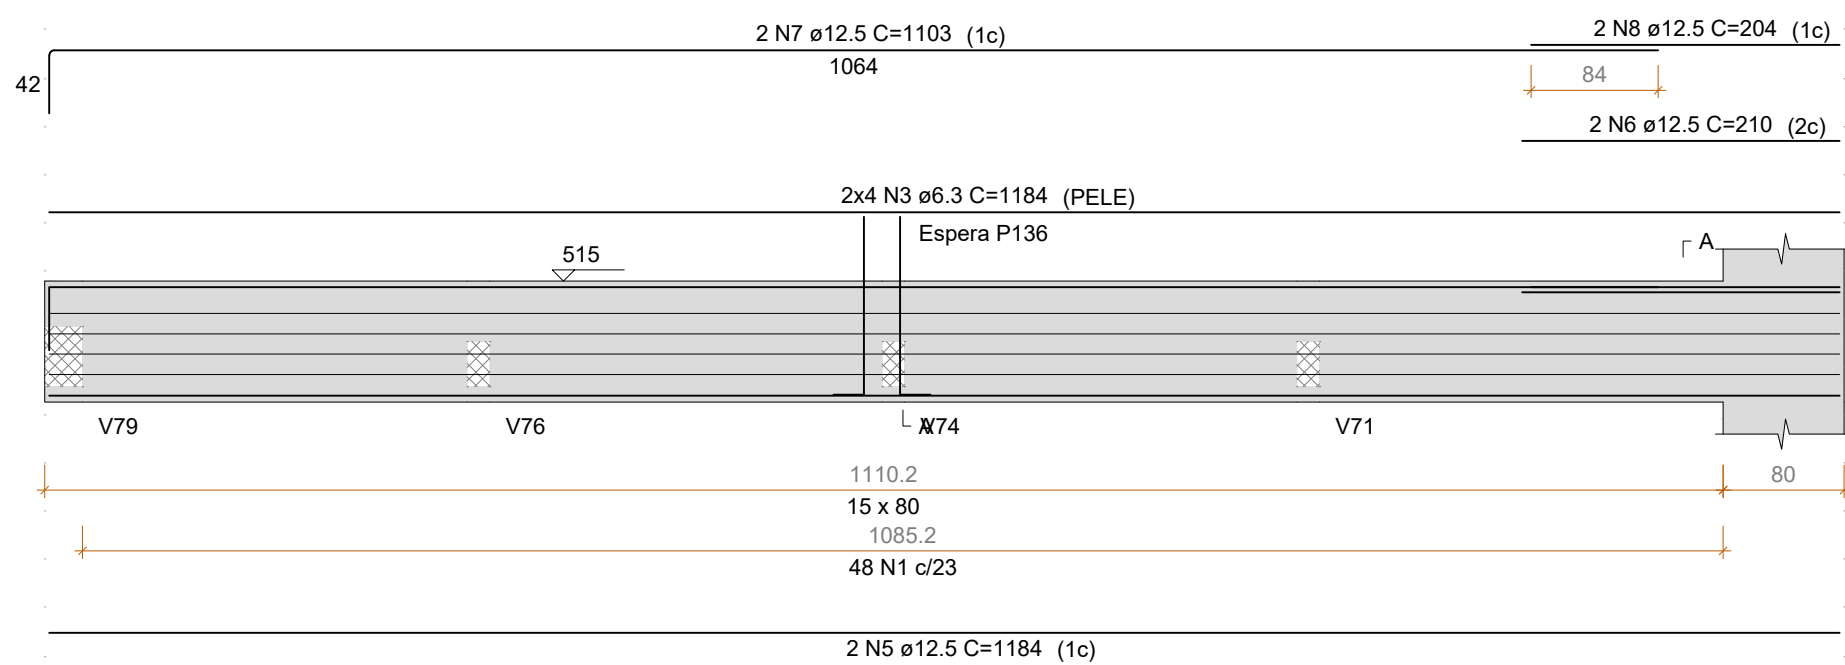 2 N7 ø12.5 C=1103 (1c)
1064
2 N8 ø12.5 C=204 (1c)
42
84
2 N6 ø12.5 C=210 (2c)
2x4 N3 ø6.3 C=1184 (PELE)
Espera P136
A
515
V79
V76
A
V74
V71
1110.2
80
15 x 80
1085.2
48 N1 c/23
2 N5 ø12.5 C=1184 (1c)